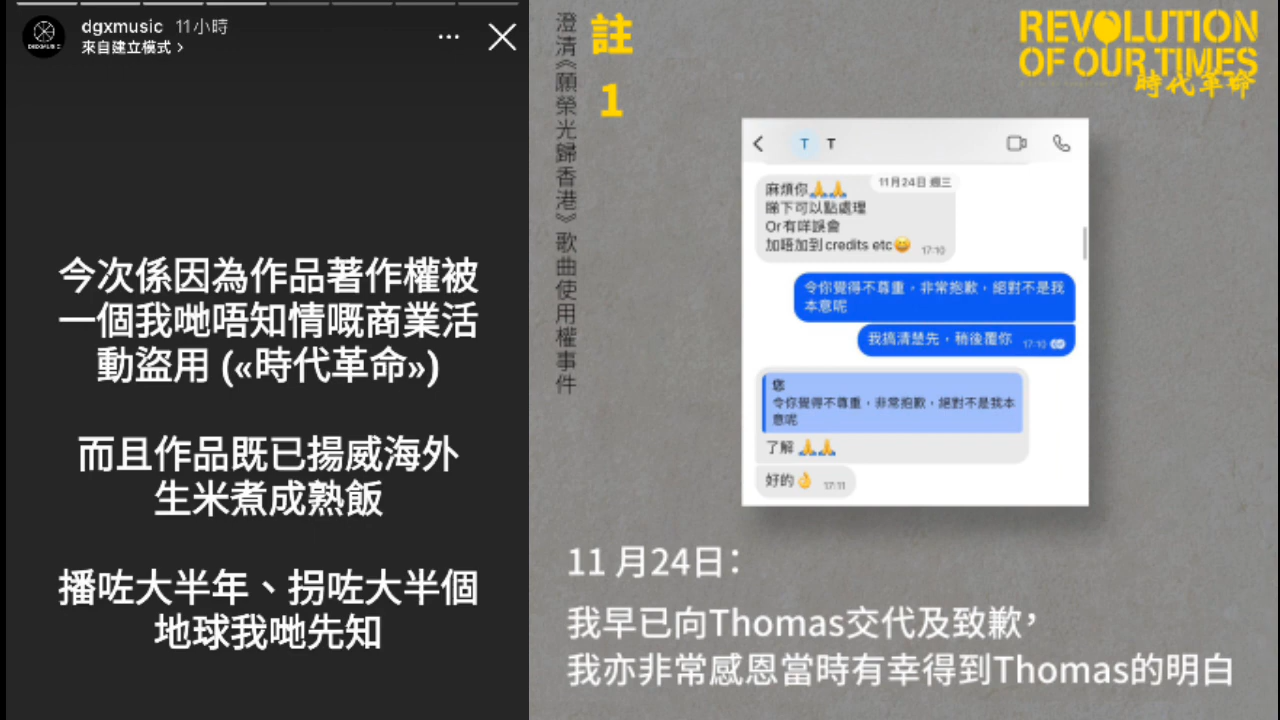 dgxmusic 11小時
來自建立模式 >
今次係因為作品著作權被
一個我哋唔知情嘅商業活
動盜用 («時代革命»)
而且作品既已揚威海外
生米煮成熟飯
播咗大半年、拐咗大半個
地球我哋先知
澄清《願榮光歸香港》歌曲使用權事件
註
1
REVOLUTION
OF OUR TIMES
時代革命
T T
11月24日 週三
麻煩你🙏🙏
睇下可以點處理
Or有咩誤會
加唔加到credits etc😄 17:10
令你覺得不尊重，非常抱歉，絕對不是我
本意呢
我搞清楚先，稍後覆你 17:10
您
令你覺得不尊重，非常抱歉，絕對不是我本
意呢
了解 🙏🙏
好的👌 17:11
11 月24日：
我早已向Thomas交代及致歉，
我亦非常感恩當時有幸得到Thomas的明白